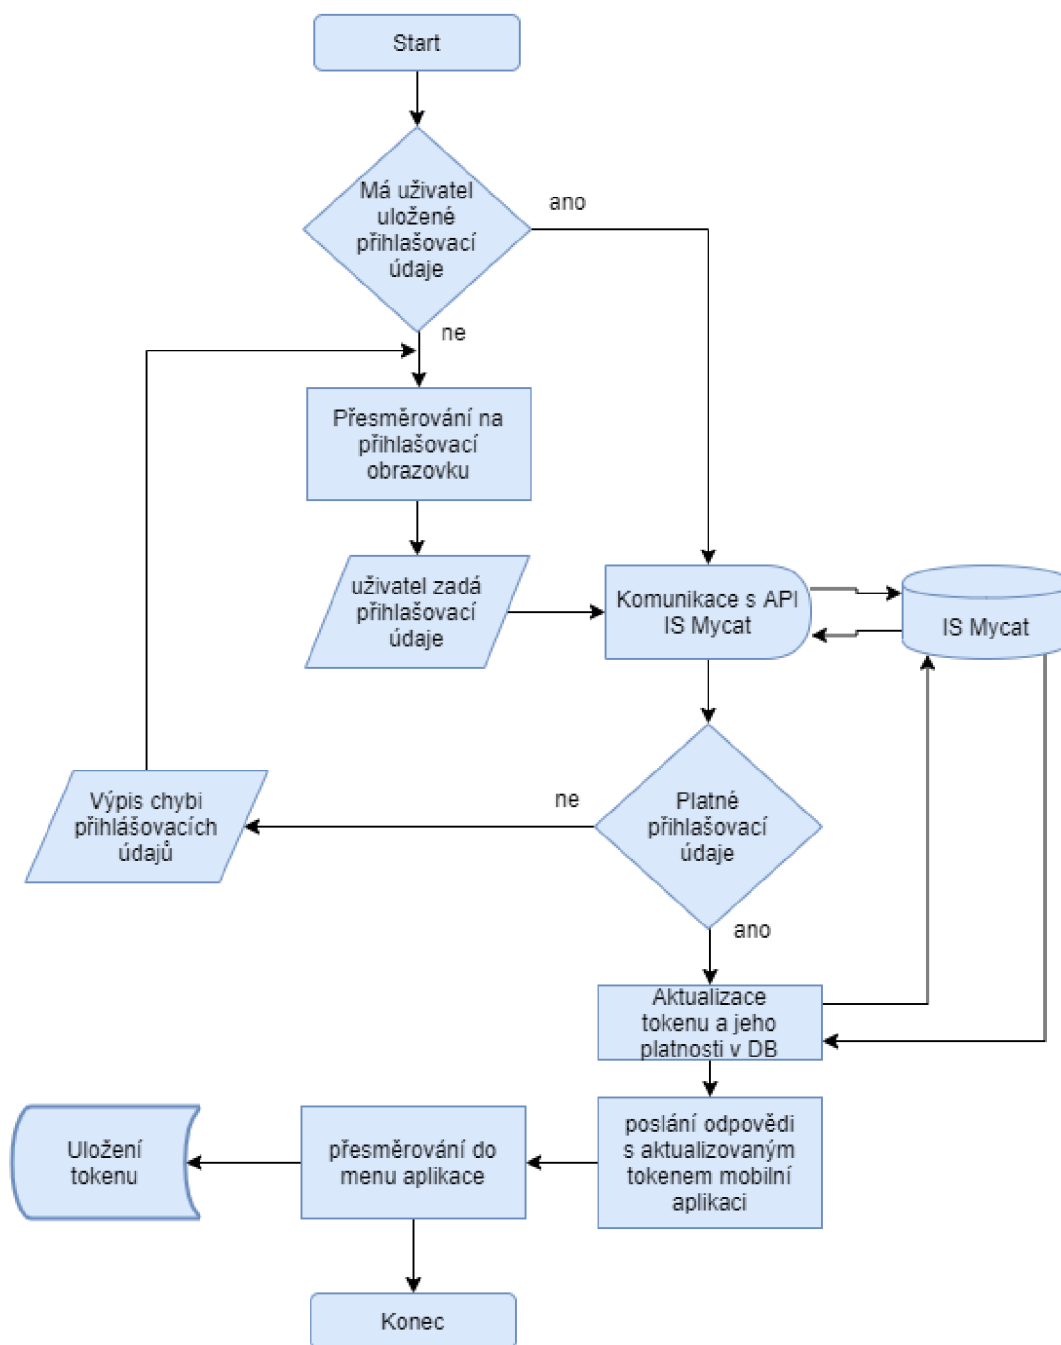 Start
Má uživatel
uložené
přihlašovací
údaje
ano
ne
Přesměrování na
přihlašovací
obrazovku
uživatel zadá
přihlašovací
údaje
Komunikace s API
IS Mycat
IS Mycat
Platné
přihlašovací
údaje
ne
Výpis chybi
přihlášovacích
údajů
ano
Aktualizace
tokenu a jeho
platnosti v DB
poslání odpovědi
s aktualizovaným
tokenem mobilní
aplikaci
přesměrování do
menu aplikace
Uložení
tokenu
Konec